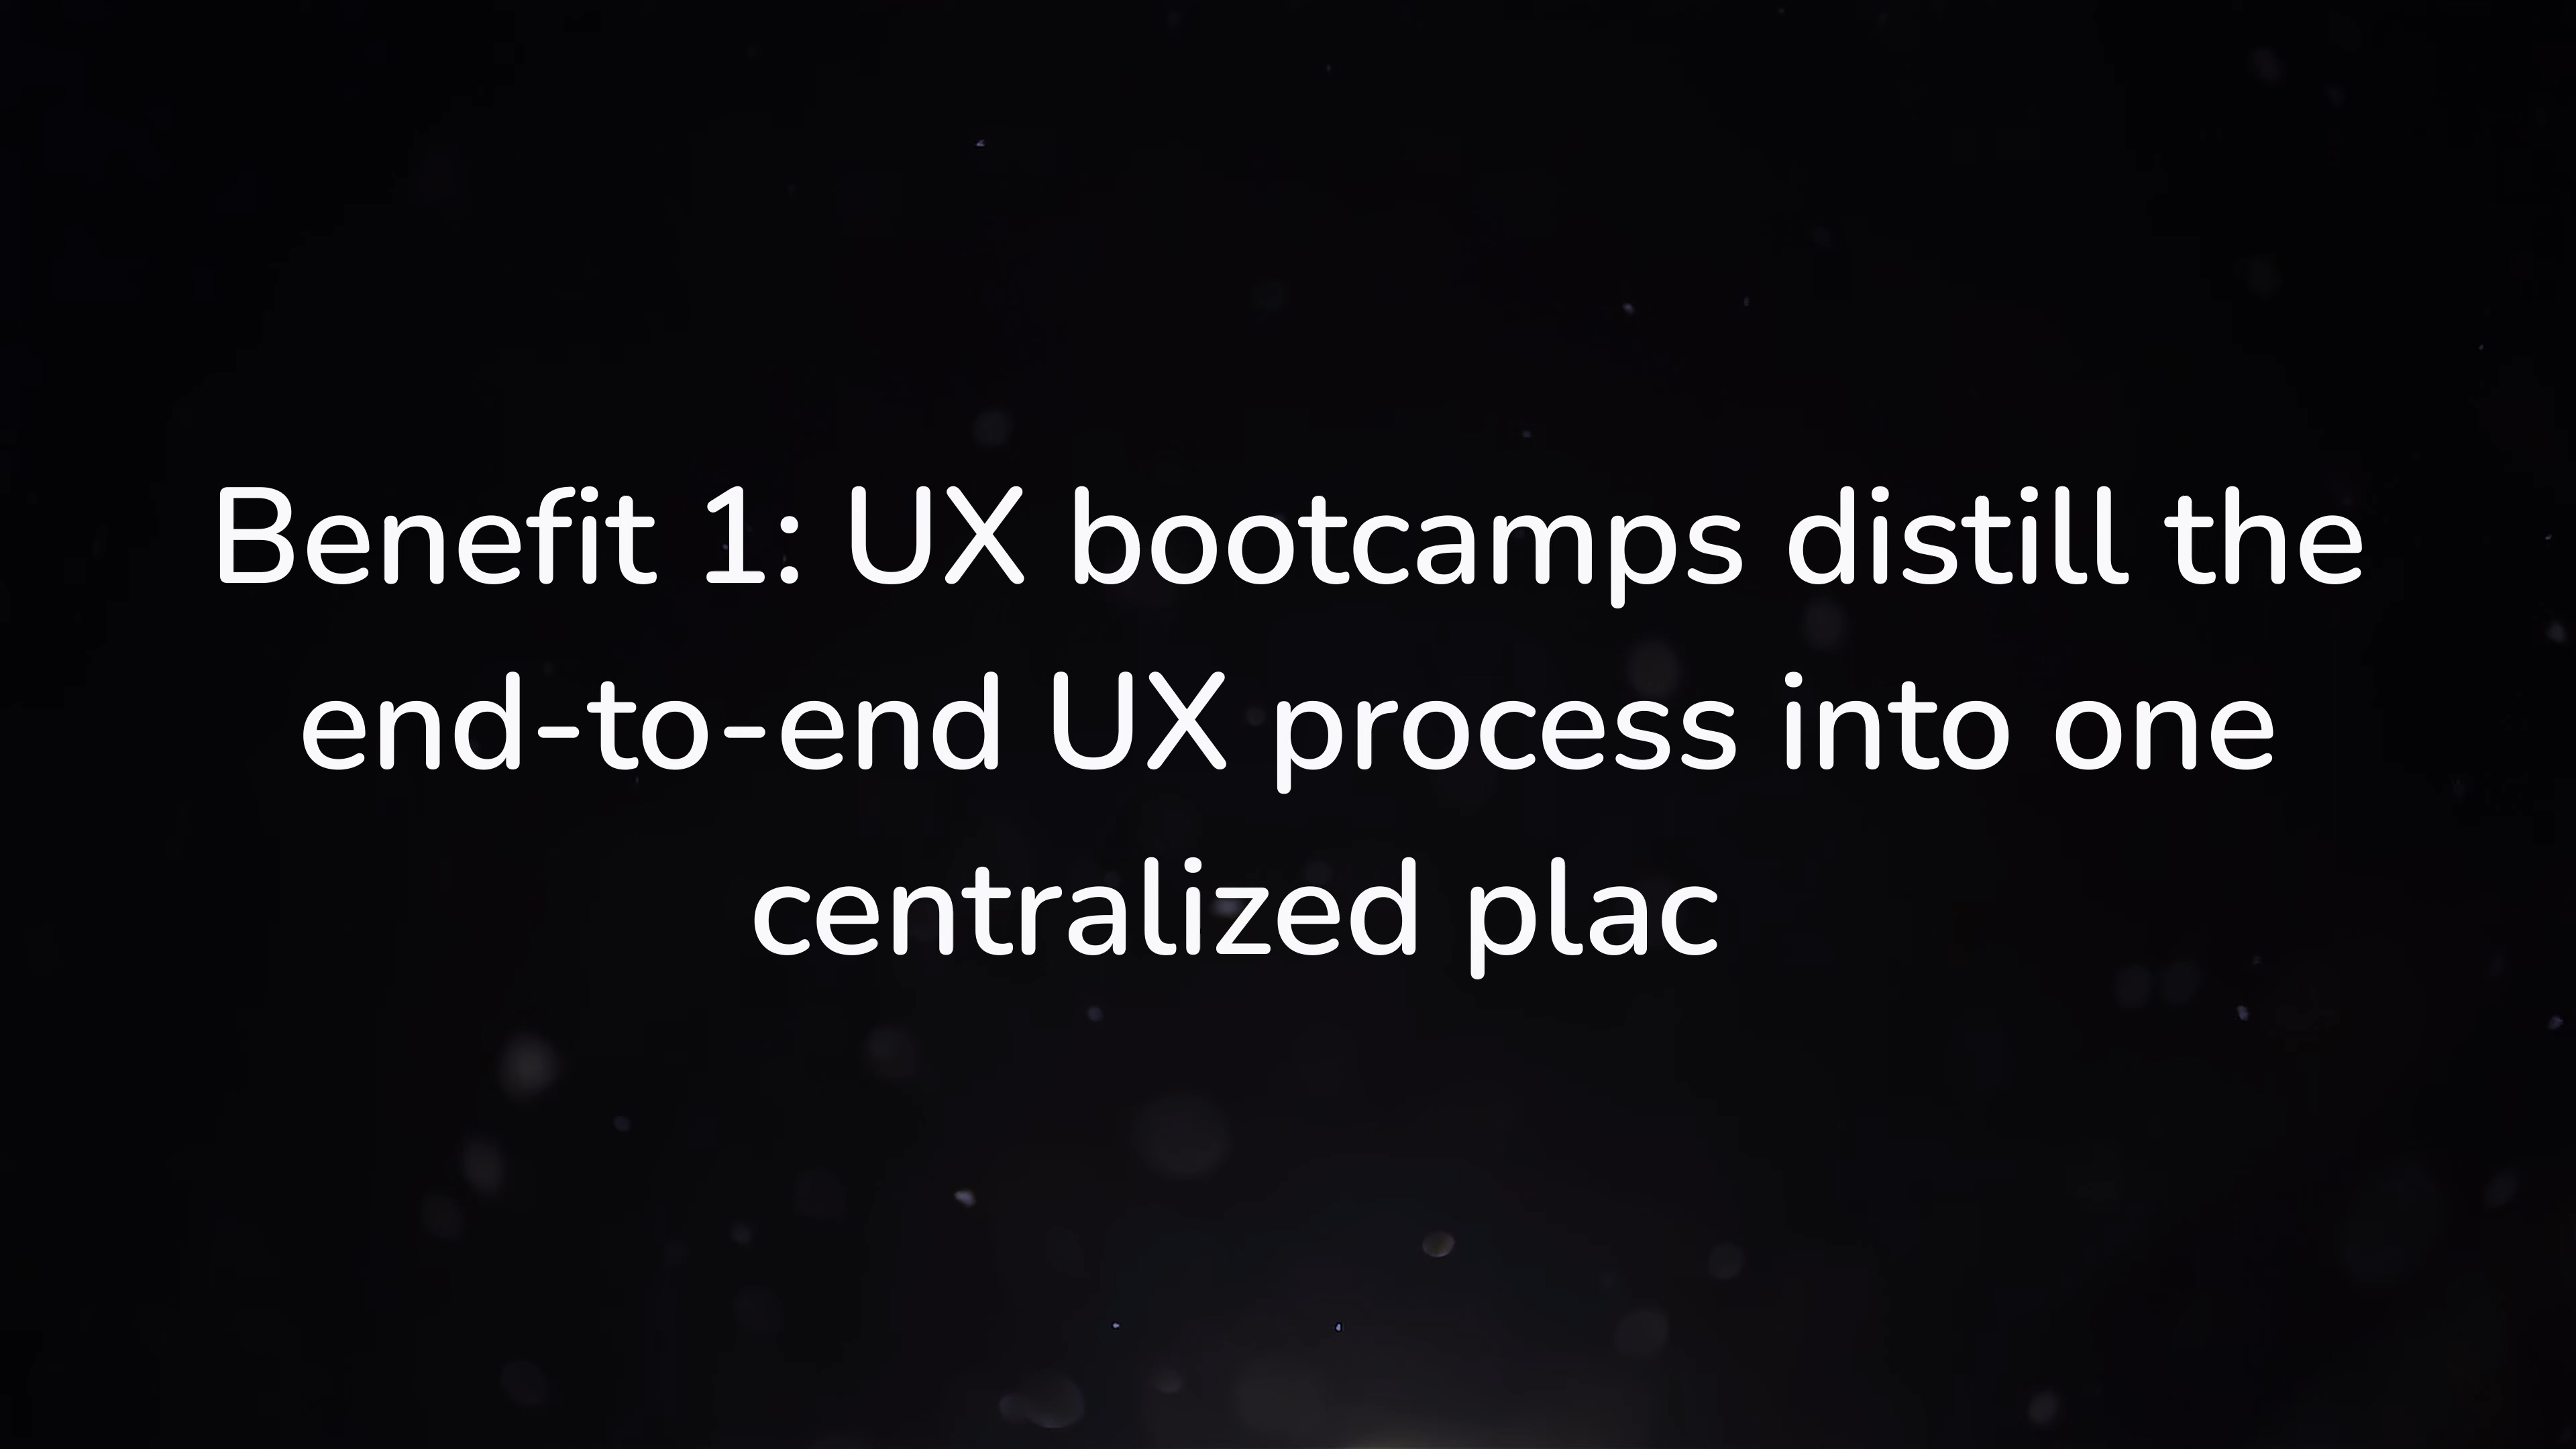 Benefit 1: UX bootcamps distill the
end-to-end UX process into one
centralized plac